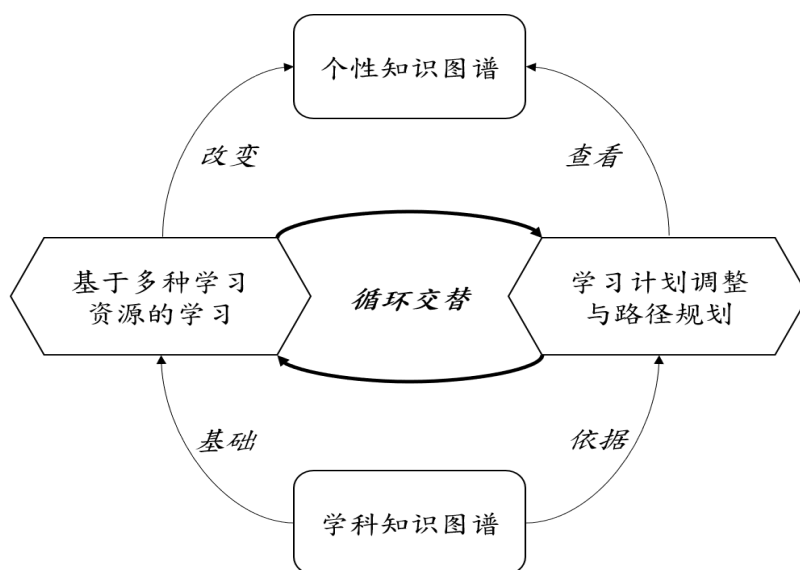 个性知识图谱
改变
查看
基于多种学习
资源的学习
循环交替
学习计划调整
与路径规划
基础
依据
学科知识图谱